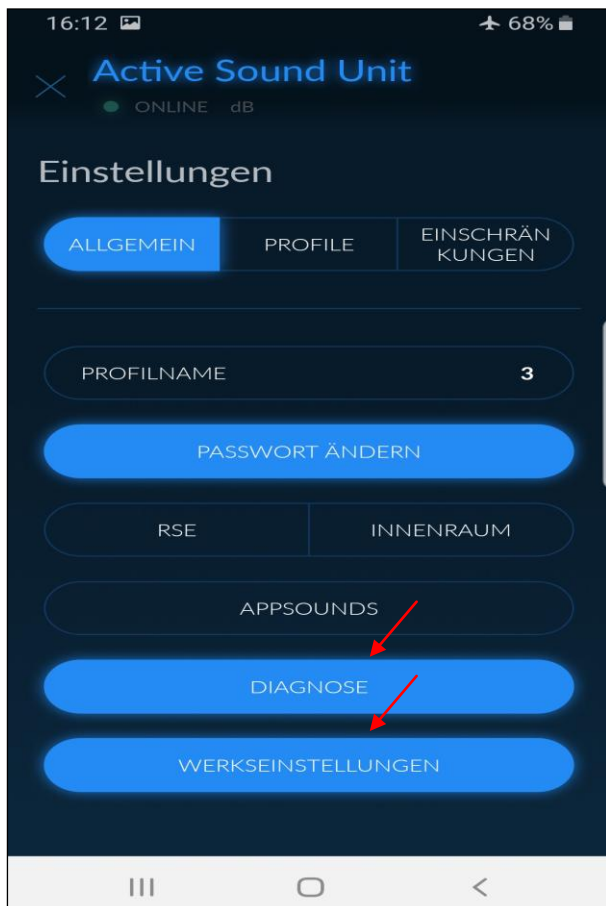 16:12 68%
Active Sound Unit
ONLINE dB
Einstellungen
ALLGEMEIN PROFILE EINSCHRÄN
KUNGEN
PROFILNAME 3
PASSWORT ÄNDERN
RSE INNENRAUM
APPSOUNDS
DIAGNOSE
WERKSEINSTELLUNGEN